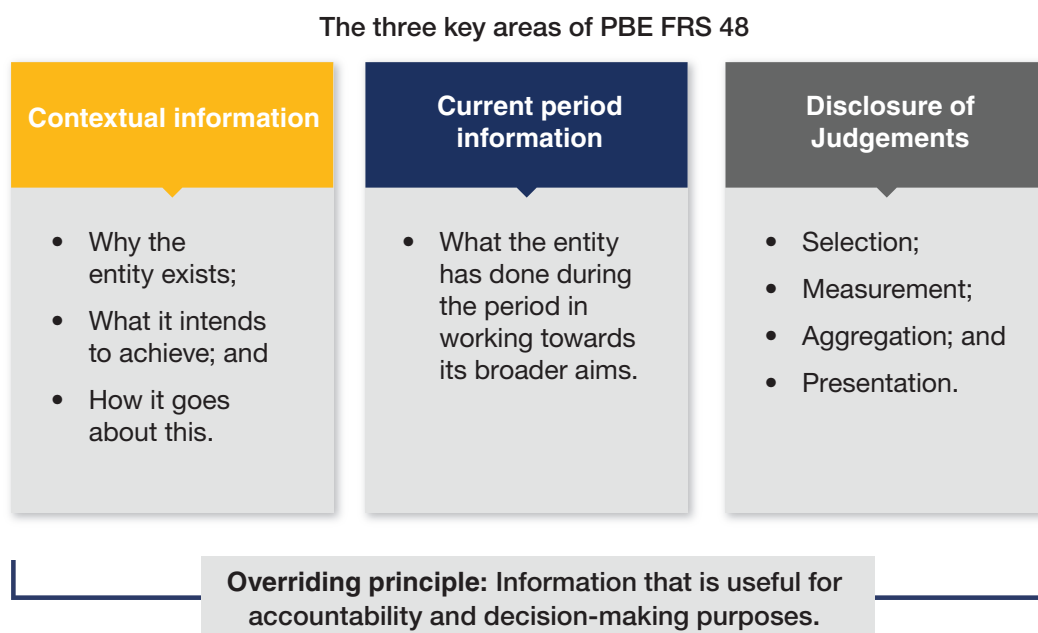 The three key areas of PBE FRS 48
Contextual information
• Why the
entity exists;
• What it intends
to achieve; and
• How it goes
about this.
Current period
information
• What the entity
has done during
the period in
working towards
its broader aims.
Disclosure of
Judgements
• Selection;
• Measurement;
• Aggregation; and
• Presentation.
Overriding principle: Information that is useful for
accountability and decision-making purposes.